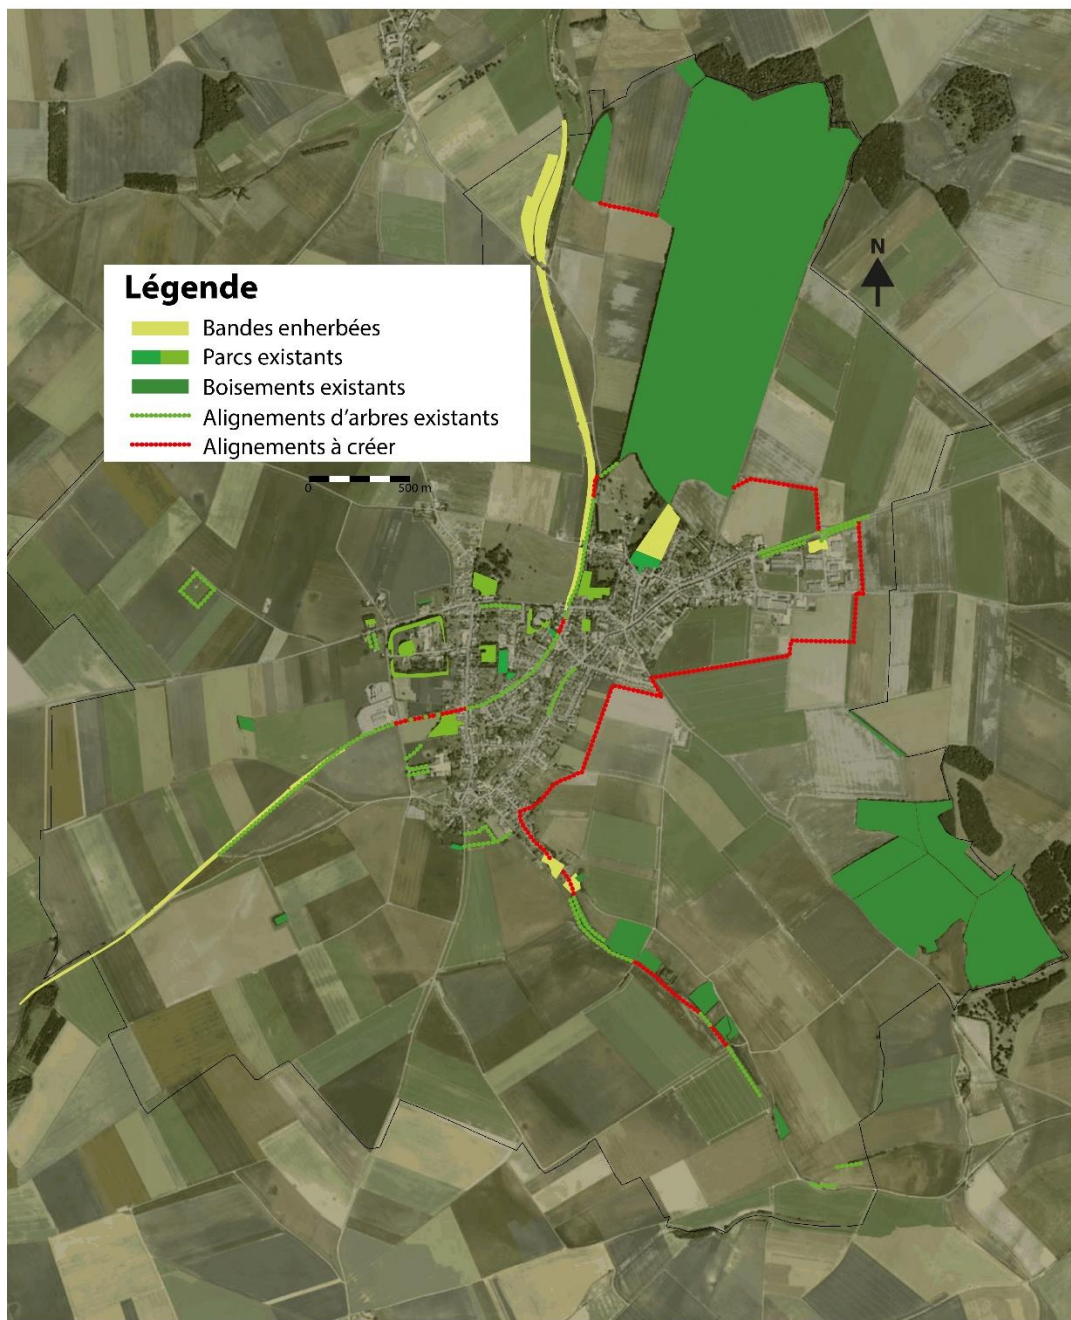 N
Légende
Bandes enherbées
Parcs existants
Boisements existants
Alignements d'arbres existants
Alignements à créer
0 500 m